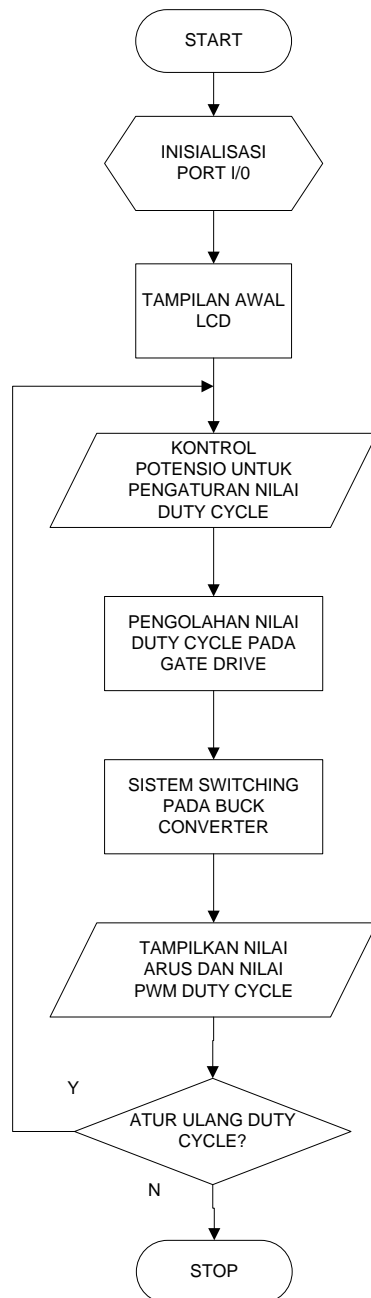 START
INISIALISASI
PORT I/0
TAMPILAN AWAL
LCD
KONTROL
POTENSIO UNTUK
PENGATURAN NILAI
DUTY CYCLE
PENGOLAHAN NILAI
DUTY CYCLE PADA
GATE DRIVE
SISTEM SWITCHING
PADA BUCK
CONVERTER
TAMPILKAN NILAI
ARUS DAN NILAI
PWM DUTY CYCLE
Y
ATUR ULANG DUTY
CYCLE?
N
STOP